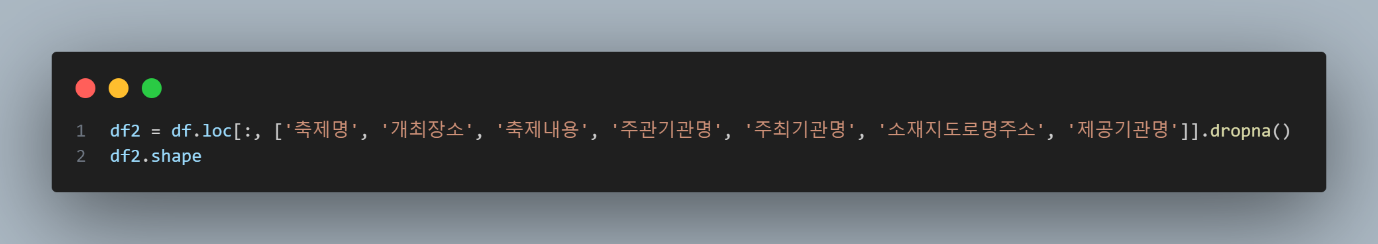 1 df2 = df.loc[:, ['축제명', '개최장소', '축제내용', '주관기관명', '주최기관명', '소재지도로명주소', '제공기관명']].dropna()
2 df2.shape